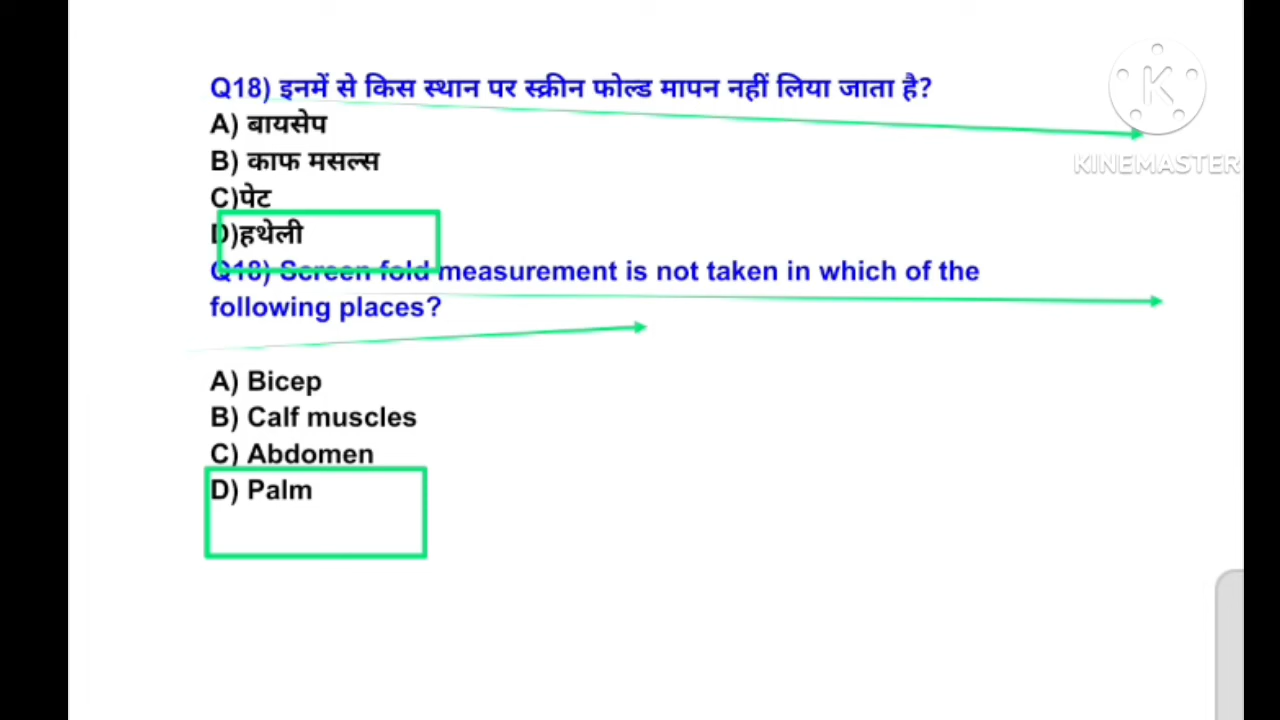 Q18) इनमें से किस स्थान पर स्क्रीन फोल्ड मापन नहीं लिया जाता है?
A) बायसेप
B) काफ मसल्स
C)पेट
D)हथेली
Q18) Screen fold measurement is not taken in which of the
following places?
A) Bicep
B) Calf muscles
C) Abdomen
D) Palm
K
KINEMASTER